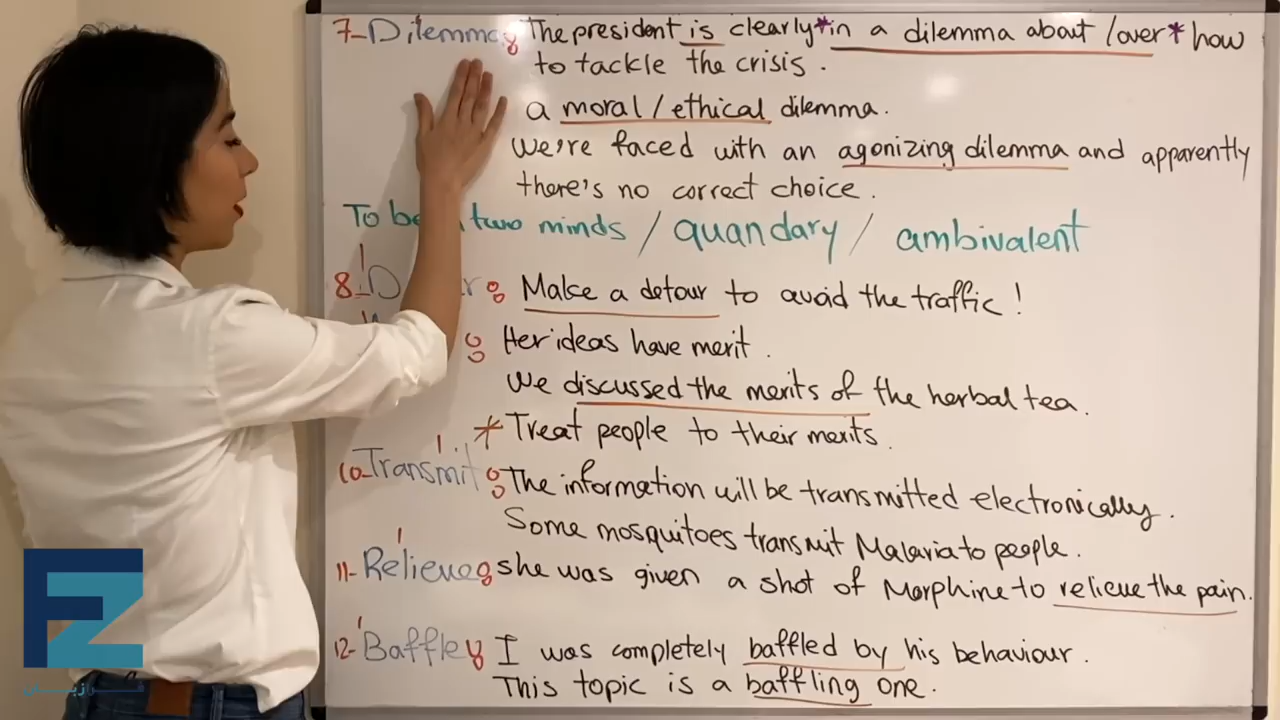 7- Dilemma: The president is clearly *in a dilemma about / over* how
to tackle the crisis.
a moral / ethical dilemma.
We're faced with an agonizing dilemma and apparently
there's no correct choice.
To be two minds / quandary / ambivalent
8- D r: Make a detour to avoid the traffic!
: Her ideas have merit.
We discussed the merits of the herbal tea.
* Treat people to their merits.
10- Transmit: The information will be transmitted electronically.
Some mosquitoes transmit Malaria to people.
11- Relieve: she was given a shot of Morphine to relieve the pain.
12- Baffle: I was completely baffled by his behaviour.
This topic is a baffling one.
FZ
فرازبان